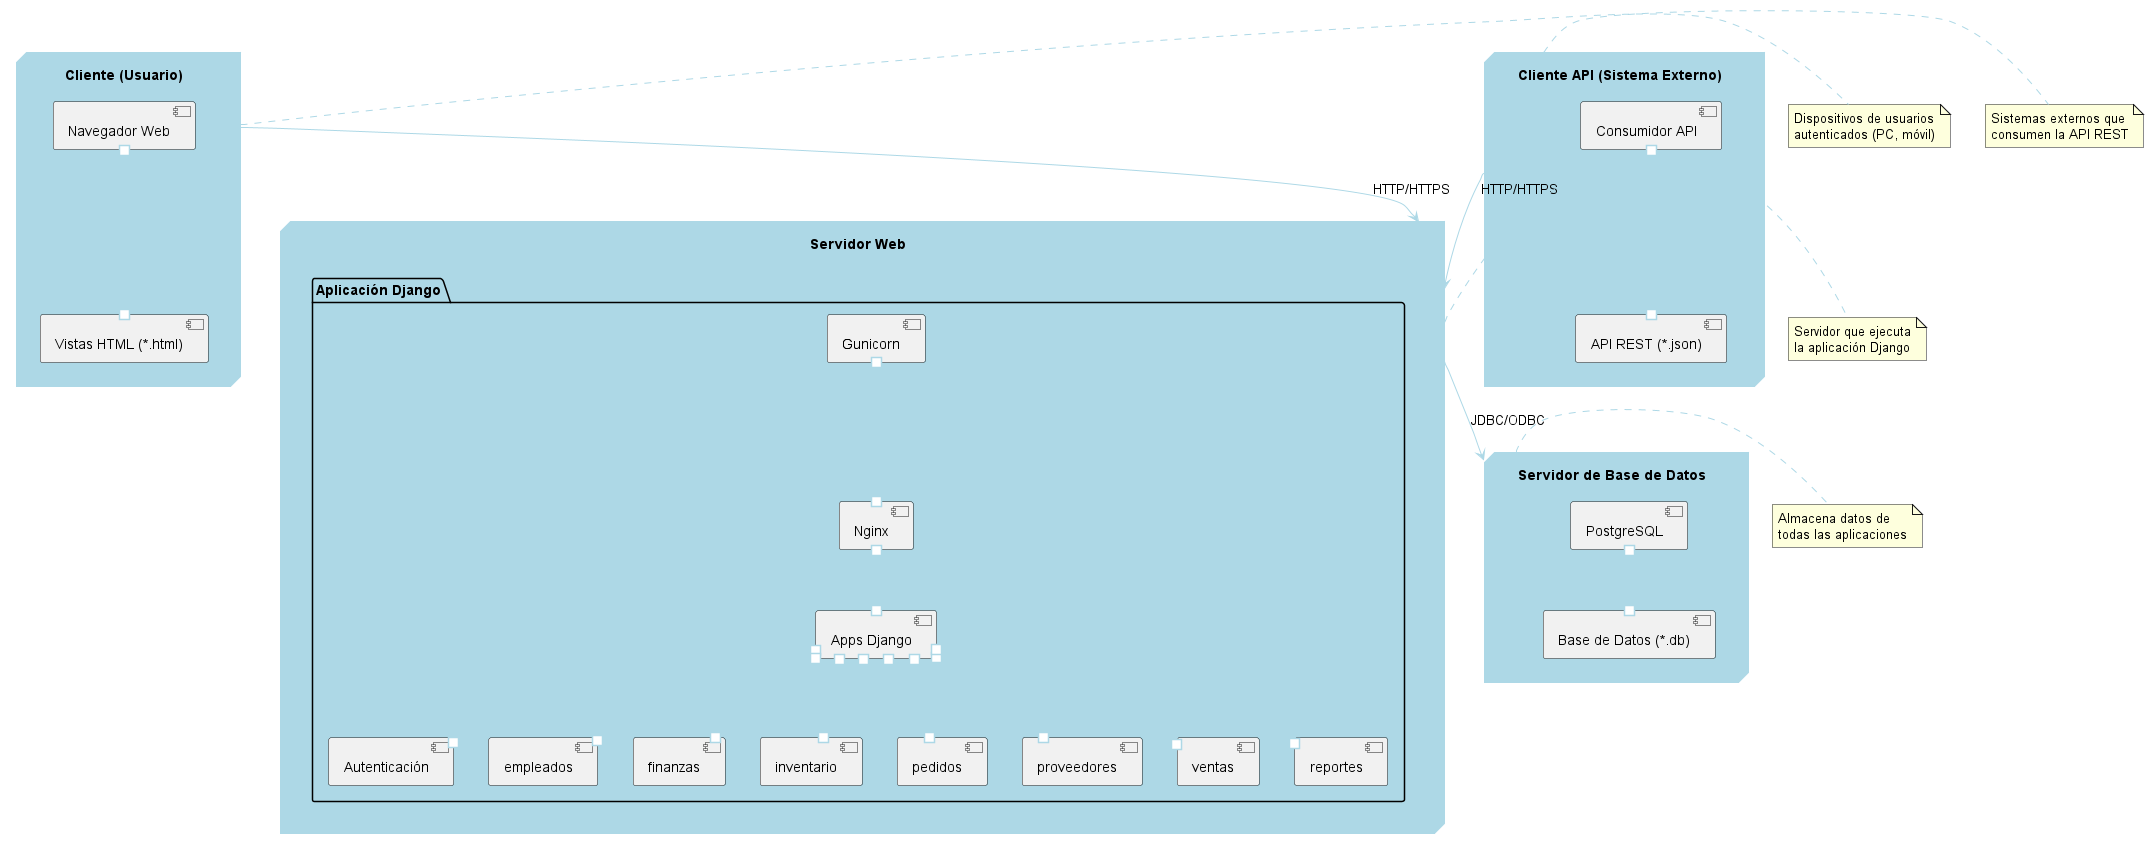 Cliente (Usuario)
Navegador Web
Vistas HTML (*.html)
Cliente API (Sistema Externo)
Consumidor API
API REST (*.json)
Dispositivos de usuarios
autenticados (PC, móvil)
Sistemas externos que
consumen la API REST
HTTP/HTTPS
HTTP/HTTPS
Servidor Web
Aplicación Django
Gunicorn
Nginx
Apps Django
Autenticación
empleados
finanzas
inventario
pedidos
proveedores
ventas
reportes
Servidor que ejecuta
la aplicación Django
JDBC/ODBC
Servidor de Base de Datos
PostgreSQL
Base de Datos (*.db)
Almacena datos de
todas las aplicaciones